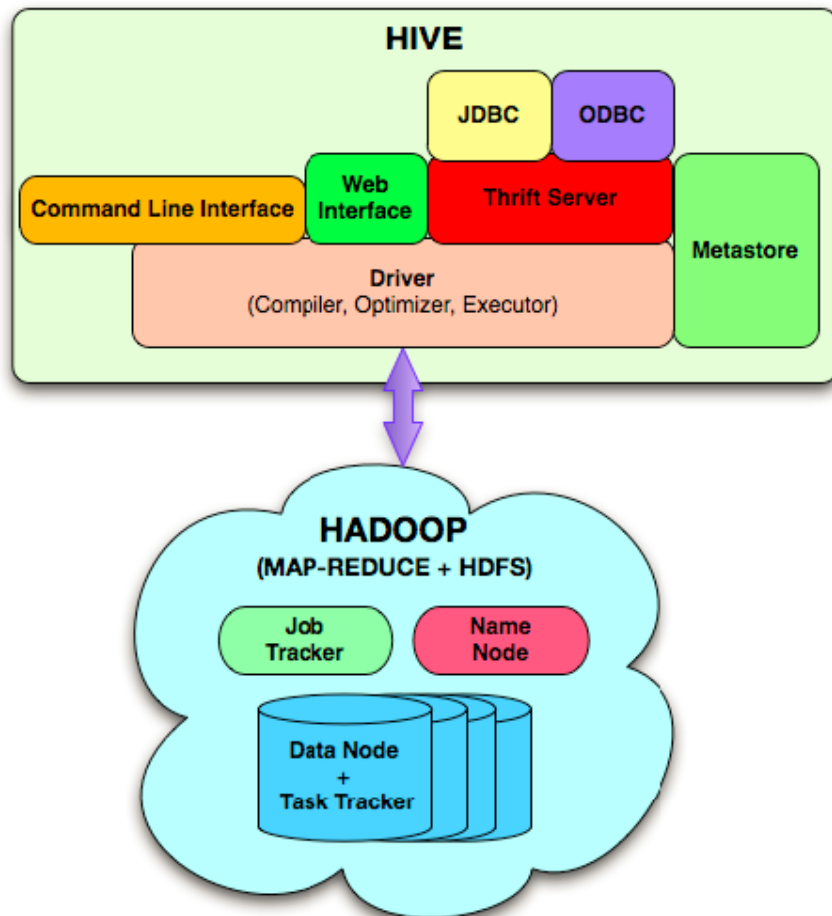 HIVE
JDBC
ODBC
Command Line Interface
Web
Interface
Thrift Server
Metastore
Driver
(Compiler, Optimizer, Executor)
HADOOP
(MAP-REDUCE + HDFS)
Job
Tracker
Name
Node
Data Node
+
Task Tracker